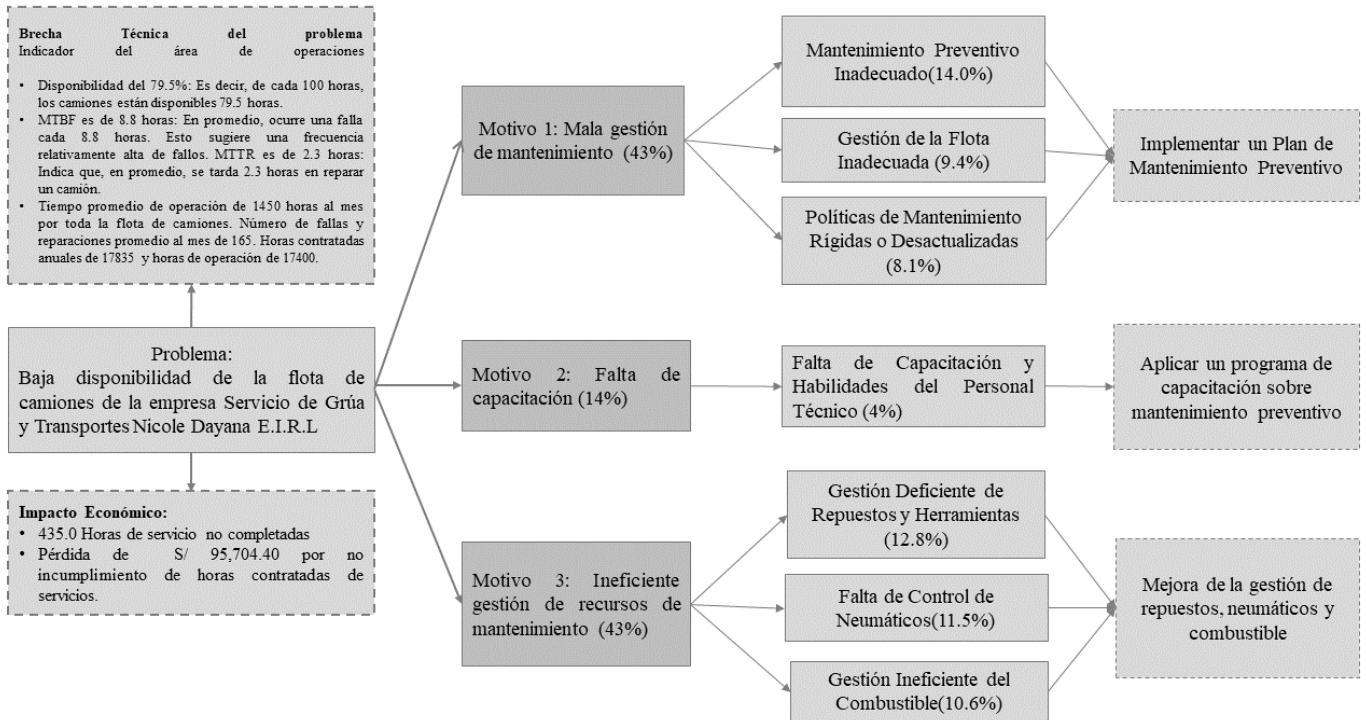 Brecha Técnica del problema
Indicador del área de operaciones
• Disponibilidad del 79.5%: Es decir, de cada 100 horas,
los camiones están disponibles 79.5 horas.
• MTBF es de 8.8 horas: En promedio, ocurre una falla
cada 8.8 horas. Esto sugiere una frecuencia
relativamente alta de fallos. MTTR es de 2.3 horas:
Indica que, en promedio, se tarda 2.3 horas en reparar
un camión.
• Tiempo promedio de operación de 1450 horas al mes
por toda la flota de camiones. Número de fallas y
reparaciones promedio al mes de 165. Horas contratadas
anuales de 17835 y horas de operación de 17400.
Problema:
Baja disponibilidad de la flota de
camiones de la empresa Servicio de Grúa
y Transportes Nicole Dayana E.I.R.L
Impacto Económico:
• 435.0 Horas de servicio no completadas
• Pérdida de S/ 95,704.40 por no
incumplimiento de horas contratadas de
servicios.
Motivo 1: Mala gestión
de mantenimiento (43%)
Mantenimiento Preventivo
Inadecuado(14.0%)
Gestión de la Flota
Inadecuada (9.4%)
Políticas de Mantenimiento
Rígidas o Desactualizadas
(8.1%)
Implementar un Plan de
Mantenimiento Preventivo
Motivo 2: Falta de
capacitación (14%)
Falta de Capacitación y
Habilidades del Personal
Técnico (4%)
Aplicar un programa de
capacitación sobre
mantenimiento preventivo
Motivo 3: Ineficiente
gestión de recursos de
mantenimiento (43%)
Gestión Deficiente de
Repuestos y Herramientas
(12.8%)
Falta de Control de
Neumáticos(11.5%)
Gestión Ineficiente del
Combustible(10.6%)
Mejora de la gestión de
repuestos, neumáticos y
combustible